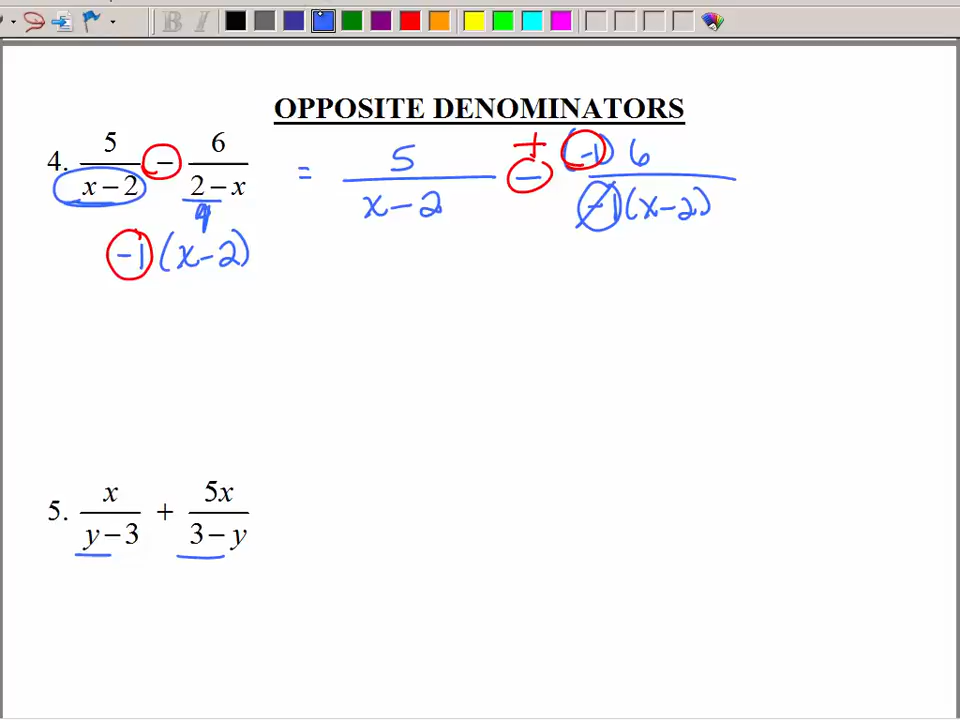 B I U
OPPOSITE DENOMINATORS
4. 5/(x − 2) − 6/(2 − x) = 5/(x − 2) + − (−1) 6/(−1(x − 2))
−1 (x − 2)
5. x/(y − 3) + 5x/(3 − y)